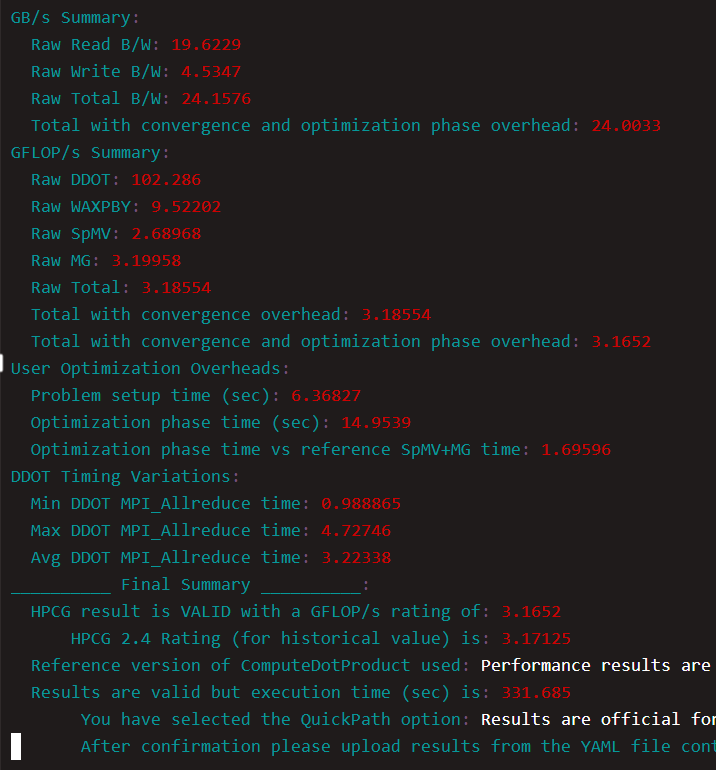 GB/s Summary:
Raw Read B/W: 19.6229
Raw Write B/W: 4.5347
Raw Total B/W: 24.1576
Total with convergence and optimization phase overhead: 24.0033
GFLOP/s Summary:
Raw DDOT: 102.286
Raw WAXPBY: 9.52202
Raw SpMV: 2.68968
Raw MG: 3.19958
Raw Total: 3.18554
Total with convergence overhead: 3.18554
Total with convergence and optimization phase overhead: 3.1652
User Optimization Overheads:
Problem setup time (sec): 6.36827
Optimization phase time (sec): 14.9539
Optimization phase time vs reference SpMV+MG time: 1.69596
DDOT Timing Variations:
Min DDOT MPI_Allreduce time: 0.988865
Max DDOT MPI_Allreduce time: 4.72746
Avg DDOT MPI_Allreduce time: 3.22338
__________ Final Summary __________:
HPCG result is VALID with a GFLOP/s rating of: 3.1652
HPCG 2.4 Rating (for historical value) is: 3.17125
Reference version of ComputeDotProduct used: Performance results are
Results are valid but execution time (sec) is: 331.685
You have selected the QuickPath option: Results are official for
After confirmation please upload results from the YAML file cont